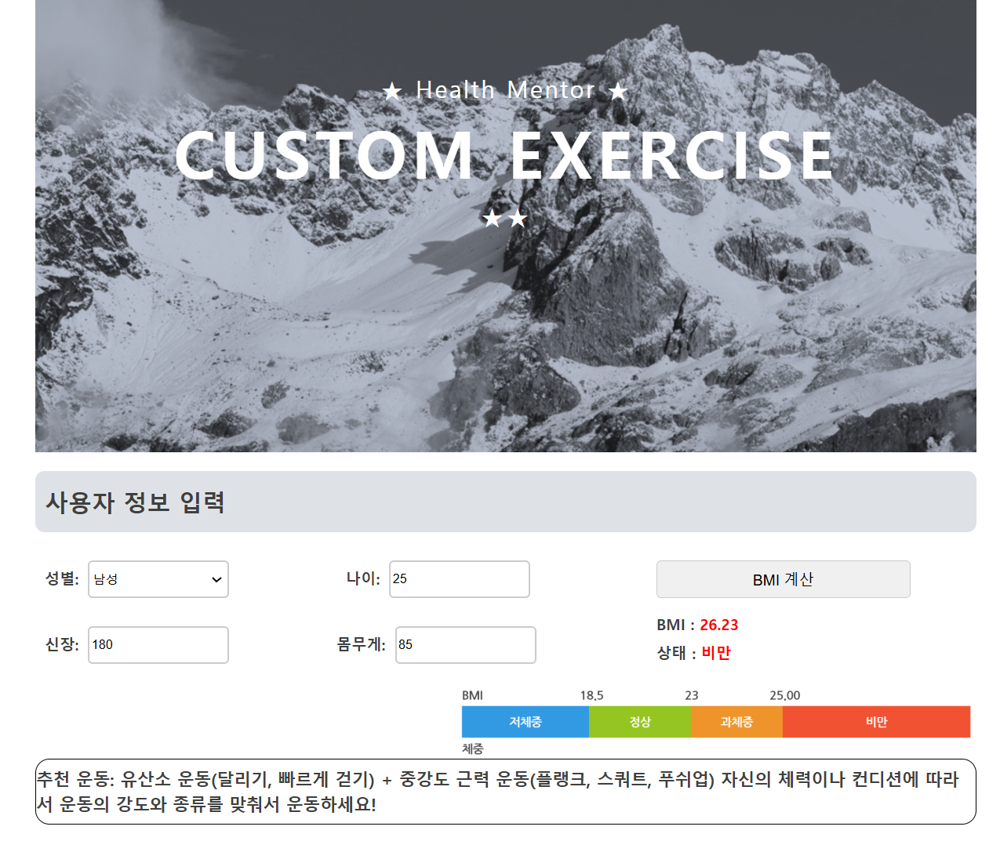 ★ Health Mentor ★
CUSTOM EXERCISE
★★
사용자 정보 입력
성별: 남성
나이: 25
BMI 계산
신장: 180
몸무게: 85
BMI : 26.23
상태 : 비만
BMI 18.5 23 25.00
저체중 정상 과체중 비만
체중
추천 운동: 유산소 운동(달리기, 빠르게 걷기) + 중강도 근력 운동(플랭크, 스쿼트, 푸쉬업) 자신의 체력이나 컨디션에 따라
서 운동의 강도와 종류를 맞춰서 운동하세요!